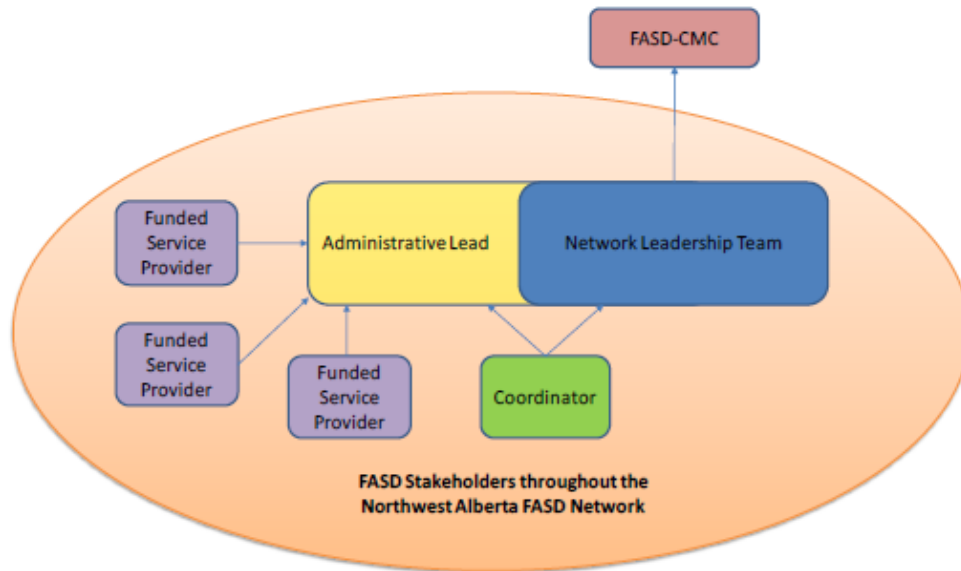 FASD-CMC
Funded
Service
Provider
Administrative Lead
Network Leadership Team
Funded
Service
Provider
Funded
Service
Provider
Coordinator
FASD Stakeholders throughout the
Northwest Alberta FASD Network